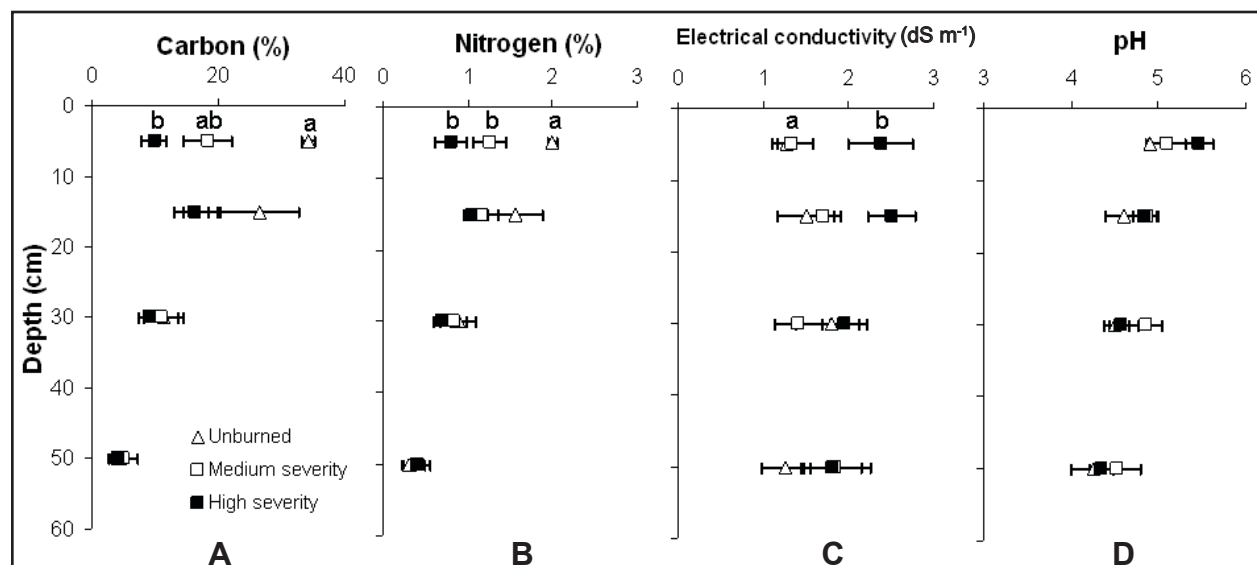 Carbon (%)
Nitrogen (%)
Electrical conductivity (dS m⁻¹)
pH
0 20 40
0 1 2 3
0 1 2 3
3 4 5 6
b ab a
b b a
a b
Depth (cm)
0
10
20
30
40
50
60
Unburned
Medium severity
High severity
A
B
C
D